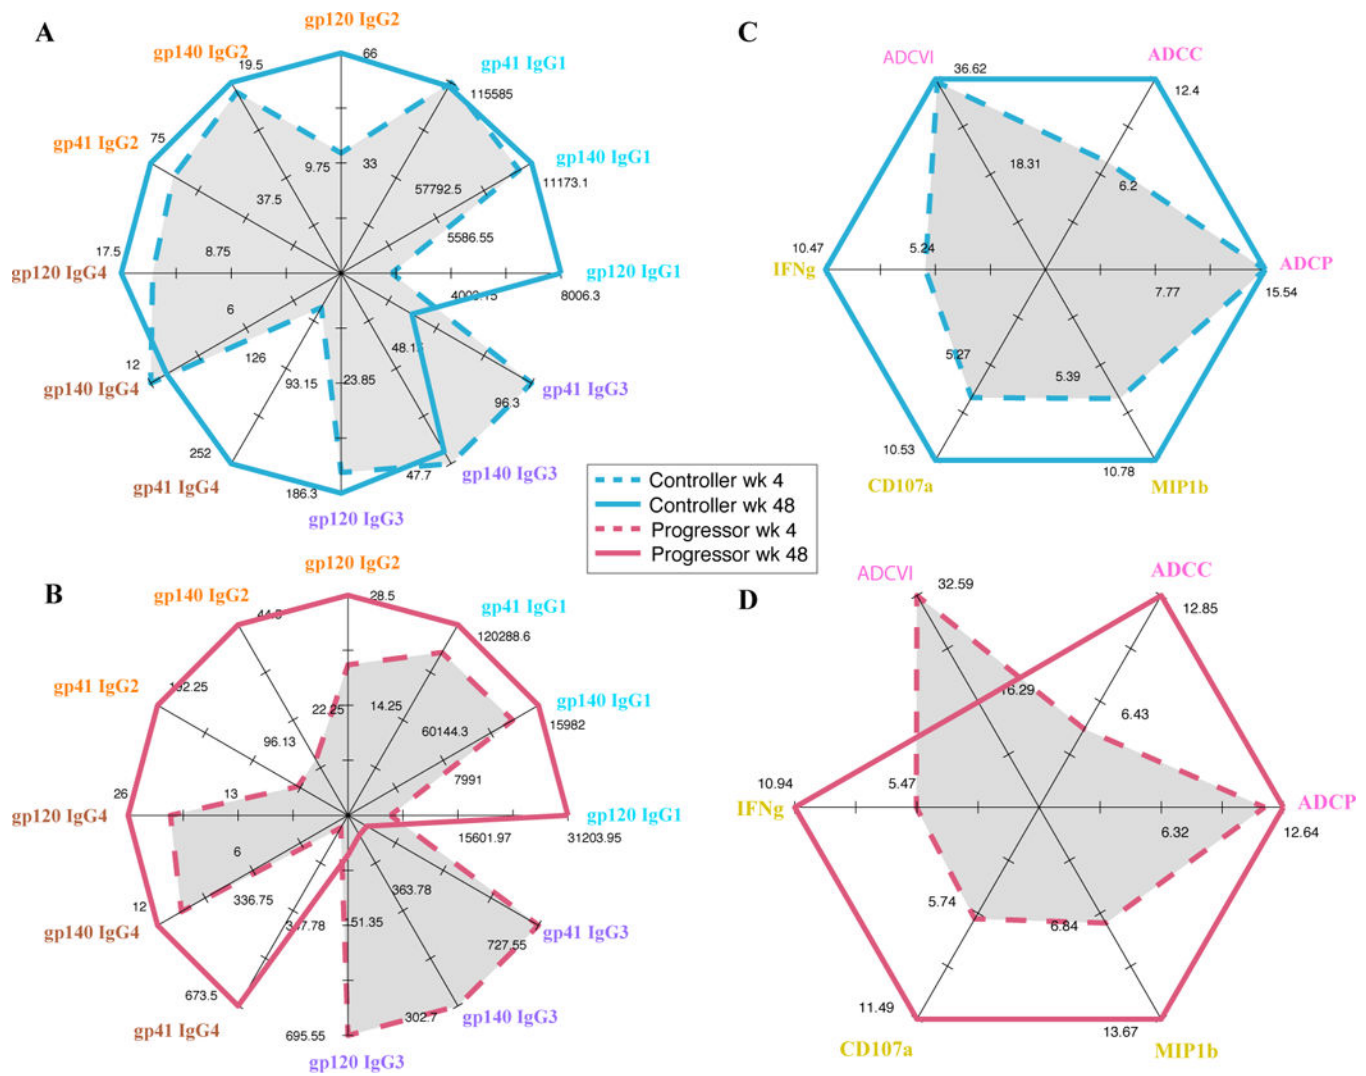 A
gp120 IgG2
gp140 IgG2
19.5
66
gp41 IgG1
115585
gp41 IgG2
75
9.75
33
gp140 IgG1
11173.1
57792.5
37.5
17.5
8.75
5586.55
gp120 IgG4
gp120 IgG1
8006.3
6
48.1
12
126
93.15
23.85
gp140 IgG4
gp41 IgG3
96.3
252
47.7
gp140 IgG3
gp41 IgG4
186.3
gp120 IgG3
C
ADCVI
36.62
ADCC
12.4
18.31
6.2
10.47
5.24
IFNg
ADCP
7.77
15.54
5.27
5.39
10.53
10.78
CD107a
MIP1b
Controller wk 4
Controller wk 48
Progressor wk 4
Progressor wk 48
B
gp120 IgG2
gp140 IgG2
28.5
gp41 IgG1
120288.6
gp41 IgG2
22.25
14.25
gp140 IgG1
15982
60144.3
96.13
7991
26
13
gp120 IgG4
gp120 IgG1
15601.97
31203.95
6
336.75
363.78
12
gp140 IgG4
51.35
gp41 IgG3
727.55
673.5
302.7
gp140 IgG3
gp41 IgG4
695.55
gp120 IgG3
D
ADCVI
32.59
ADCC
12.85
16.29
6.43
10.94
5.47
IFNg
ADCP
6.32
12.64
5.74
6.84
11.49
13.67
CD107a
MIP1b